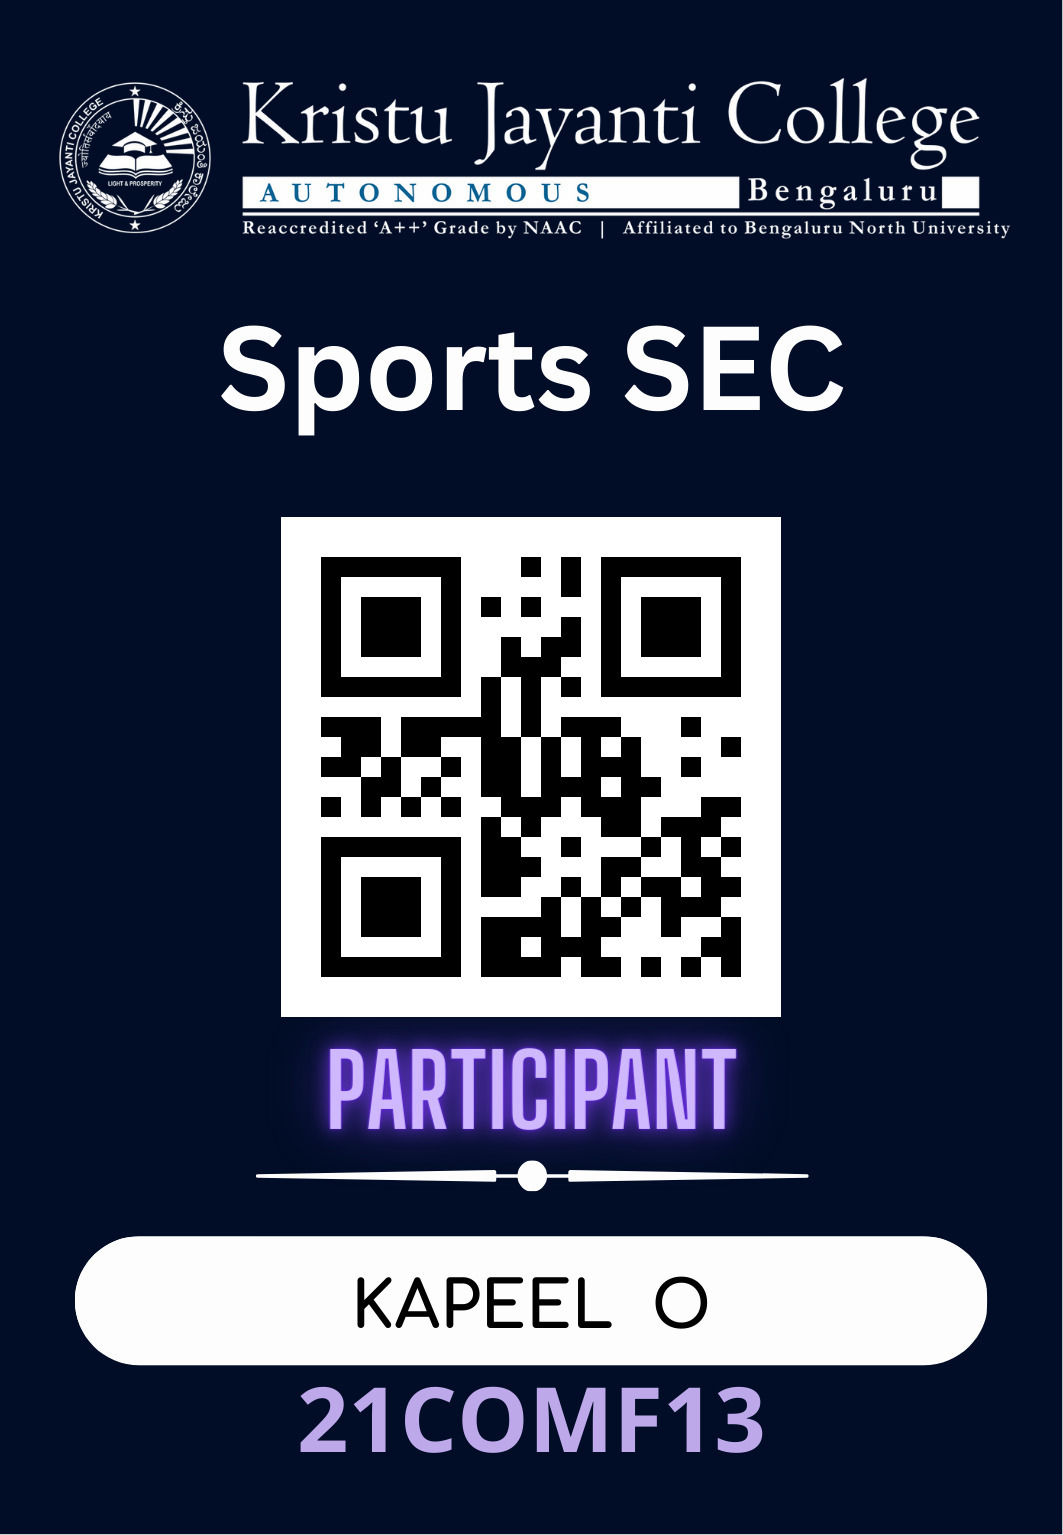 Kristu Jayanti College
AUTONOMOUS Bengaluru
Reaccredited ‘A++’ Grade by NAAC | Affiliated to Bengaluru North University
KRISTU JAYANTI COLLEGE
ಕ್ರಿಸ್ತು ಜಯಂತಿ ಕಾಲೇಜು
LIGHT & PROSPERITY
Sports SEC
PARTICIPANT
KAPEEL O
21COMF13